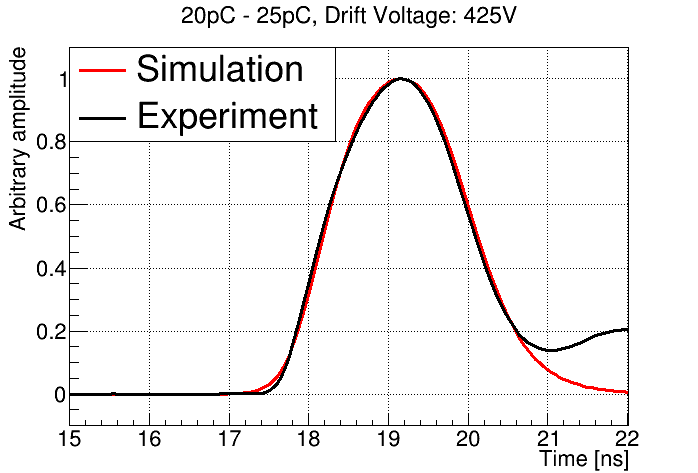 20pC - 25pC, Drift Voltage: 425V
Arbitrary amplitude
Simulation
Experiment
1
0.8
0.6
0.4
0.2
0
15 16 17 18 19 20 21 22
Time [ns]